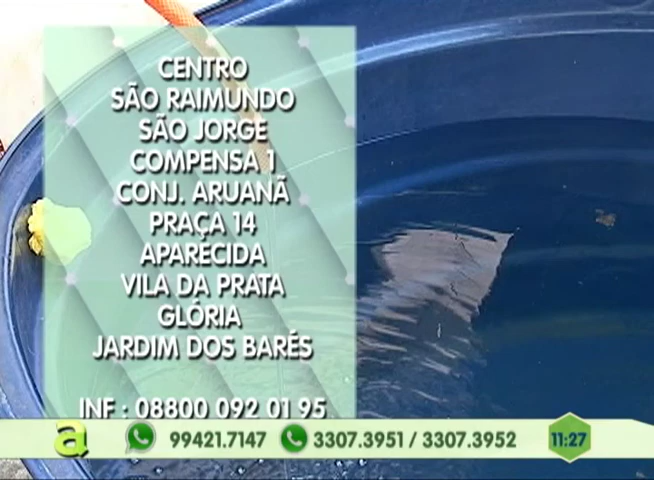 CENTRO
SÃO RAIMUNDO
SÃO JORGE
COMPENSA 1
CONJ. ARUANÃ
PRAÇA 14
APARECIDA
VILA DA PRATA
GLÓRIA
JARDIM DOS BARÉS
INF : 08800 092 01 95
a 99421.7147 3307.3951 / 3307.3952 11:27